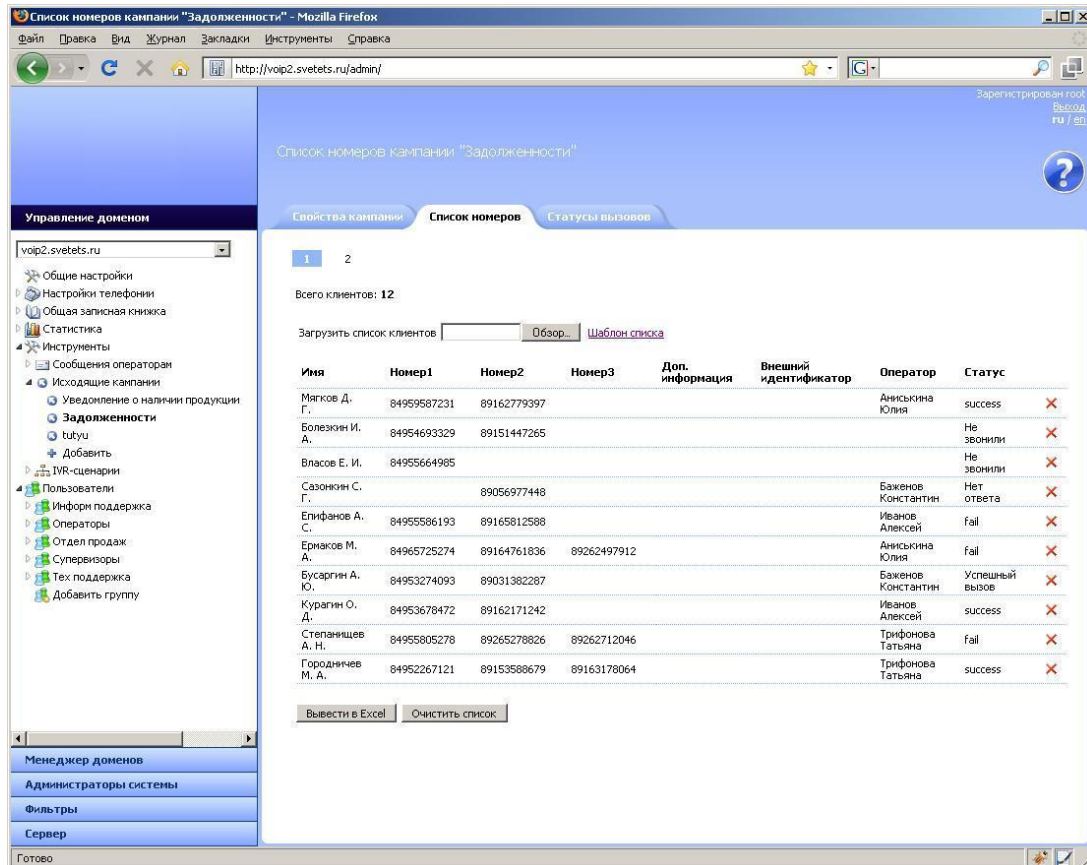 Список номеров кампании "Задолженности" - Mozilla Firefox
Файл Правка Вид Журнал Закладки Инструменты Справка
http://voip2.svetets.ru/admin/
G
Зарегистрирован root
Выход
ru / en
Список номеров кампании "Задолженности"
?
Управление доменом
Свойства кампании Список номеров Статусы вызовов
voip2.svetets.ru
Общие настройки
Настройки телефонии
Общая записная книжка
Статистика
Инструменты
Сообщения операторам
Исходящие кампании
Уведомление о наличии продукции
Задолженности
tutyu
Добавить
IVR-сценарии
Пользователи
Информ поддержка
Операторы
Отдел продаж
Супервизоры
Тех поддержка
Добавить группу
Менеджер доменов
Администраторы системы
Фильтры
Сервер
1 2
Всего клиентов: 12
Загрузить список клиентов Обзор... Шаблон списка
Имя Номер1 Номер2 Номер3 Доп. информация Внешний идентификатор Оператор Статус
Мягков Д. Г. 84959587231 89162779397 Аниськина Юлия success
Болезкин И. А. 84954693329 89151447265 Не звонили
Власов Е. И. 84955664985 Не звонили
Сазонкин С. Г. 89056977448 Баженов Константин Нет ответа
Епифанов А. С. 84955586193 89165812588 Иванов Алексей fail
Ермаков М. А. 84965725274 89164761836 89262497912 Аниськина Юлия fail
Бусаргин А. Ю. 84953274093 89031382287 Баженов Константин Успешный вызов
Курагин О. Д. 84953678472 89162171242 Иванов Алексей success
Степанищев А. Н. 84955805278 89265278826 89262712046 Трифонова Татьяна fail
Городничев М. А. 84952267121 89153588679 89163178064 Трифонова Татьяна success
Вывести в Excel Очистить список
Готово